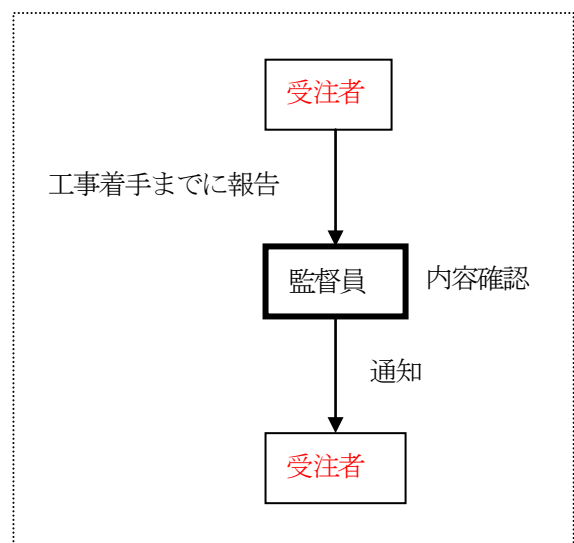 受注者
工事着手までに報告
監督員
内容確認
通知
受注者